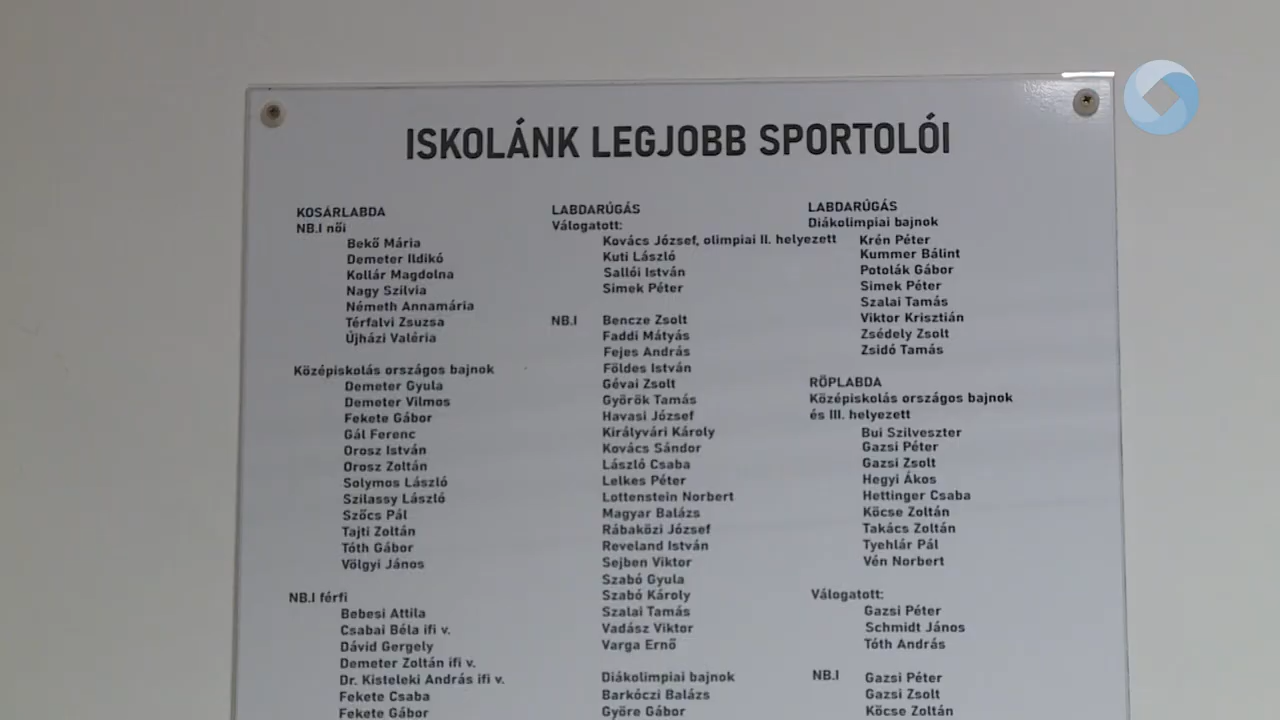 ISKOLÁNK LEGJOBB SPORTOLÓI
KOSÁRLABDA
NB.I női
Bekő Mária
Demeter Ildikó
Kollár Magdolna
Nagy Szilvia
Németh Annamária
Térfalvi Zsuzsa
Újházi Valéria
Középiskolás országos bajnok
Demeter Gyula
Demeter Vilmos
Fekete Gábor
Gál Ferenc
Orosz István
Orosz Zoltán
Solymos László
Szilassy László
Szőcs Pál
Tajti Zoltán
Tóth Gábor
Völgyi János
NB.I férfi
Bebesi Attila
Csabai Béla ifi v.
Dávid Gergely
Demeter Zoltán ifi v.
Dr. Kisteleki András ifi v.
Fekete Csaba
Fekete Gábor
LABDARÚGÁS
Válogatott:
Kovács József, olimpiai II. helyezett
Kuti László
Sallói István
Simek Péter
NB.I Bencze Zsolt
Faddi Mátyás
Fejes András
Földes István
Gévai Zsolt
Györök Tamás
Havasi József
Királyvári Károly
Kovács Sándor
László Csaba
Lelkes Péter
Lottenstein Norbert
Magyar Balázs
Rábaközi József
Reveland István
Sejben Viktor
Szabó Gyula
Szabó Károly
Szalai Tamás
Vadász Viktor
Varga Ernő
Diákolimpiai bajnok
Barkóczi Balázs
Györe Gábor
LABDARÚGÁS
Diákolimpiai bajnok
Krén Péter
Kummer Bálint
Potolák Gábor
Simek Péter
Szalai Tamás
Viktor Krisztián
Zsédely Zsolt
Zsidó Tamás
RÖPLABDA
Középiskolás országos bajnok
és III. helyezett
Bui Szilveszter
Gazsi Péter
Gazsi Zsolt
Hegyi Ákos
Hettinger Csaba
Köcse Zoltán
Takács Zoltán
Tyehlár Pál
Vén Norbert
Válogatott:
Gazsi Péter
Schmidt János
Tóth András
NB.I Gazsi Péter
Gazsi Zsolt
Köcse Zoltán